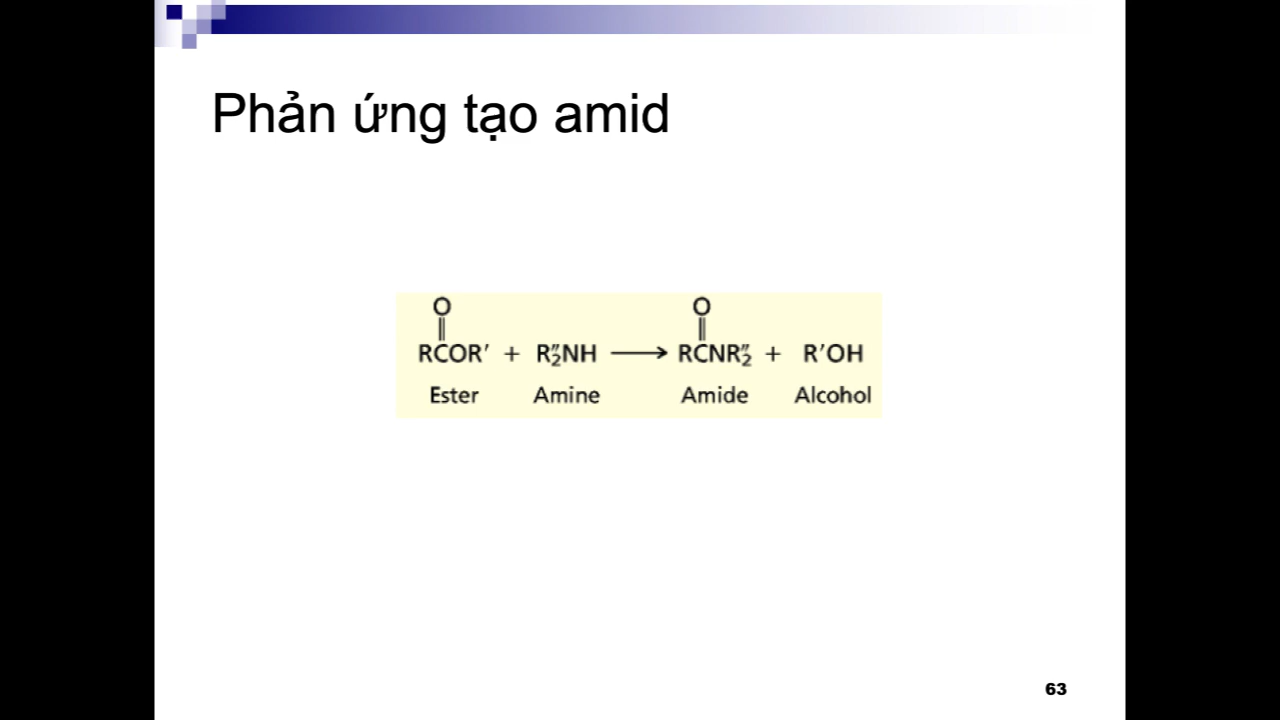 Phản ứng tạo amid
O O
RCOR′ + R″₂NH ⟶ RCNR″₂ + R′OH
Ester Amine Amide Alcohol
63